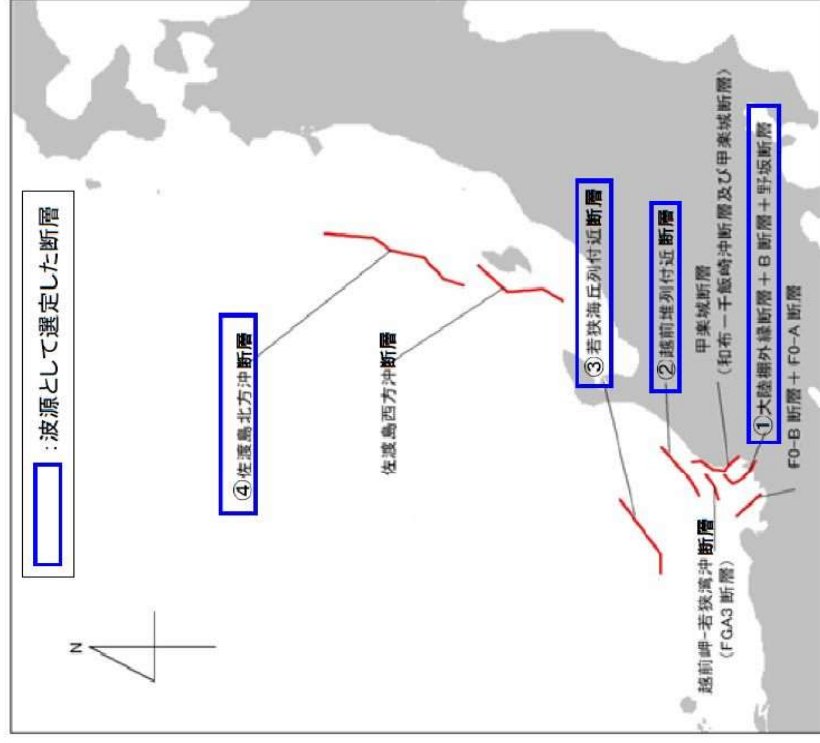 ：波源として選定した断層
N
④佐渡島北方沖断層
佐渡島西方沖断層
③若狭海丘列付近断層
②越前堆列付近断層
甲楽城断層
（和布－干飯崎沖断層及び甲楽城断層）
①大陸棚外縁断層＋B断層＋野坂断層
FO-B断層＋FO-A断層
越前岬-若狭湾沖断層
（FGA3断層）